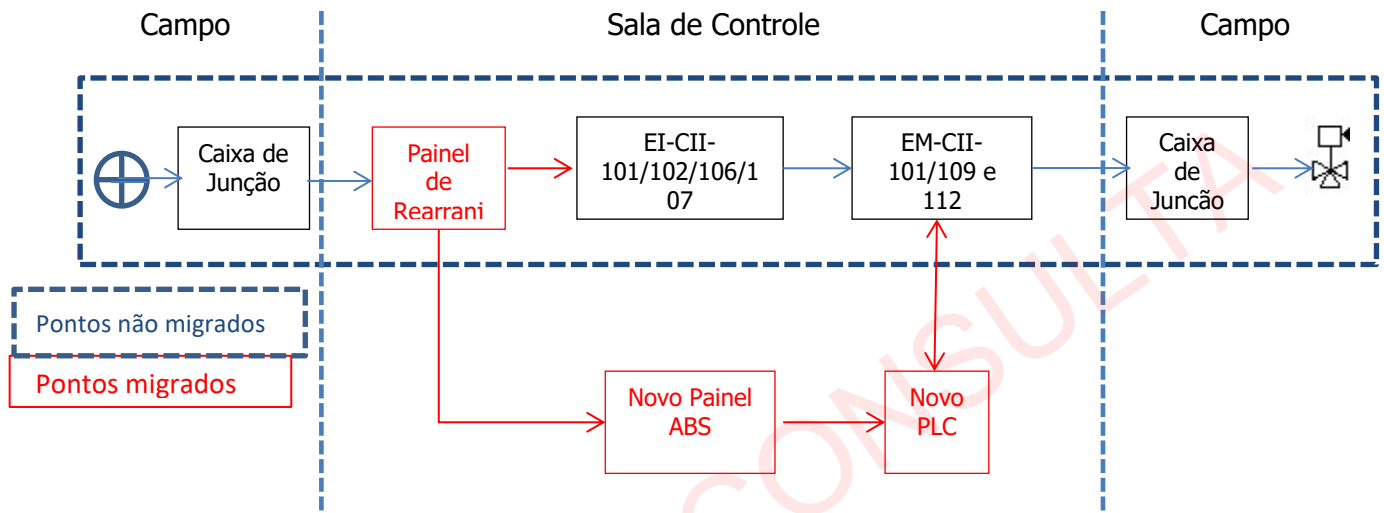 Campo
Sala de Controle
Campo
Caixa de
Junção
Painel
de
Rearrani
EI-CII-
101/102/106/1
07
EM-CII-
101/109 e
112
Caixa
de
Juncão
Pontos não migrados
Pontos migrados
Novo Painel
ABS
Novo
PLC
CONSULTA